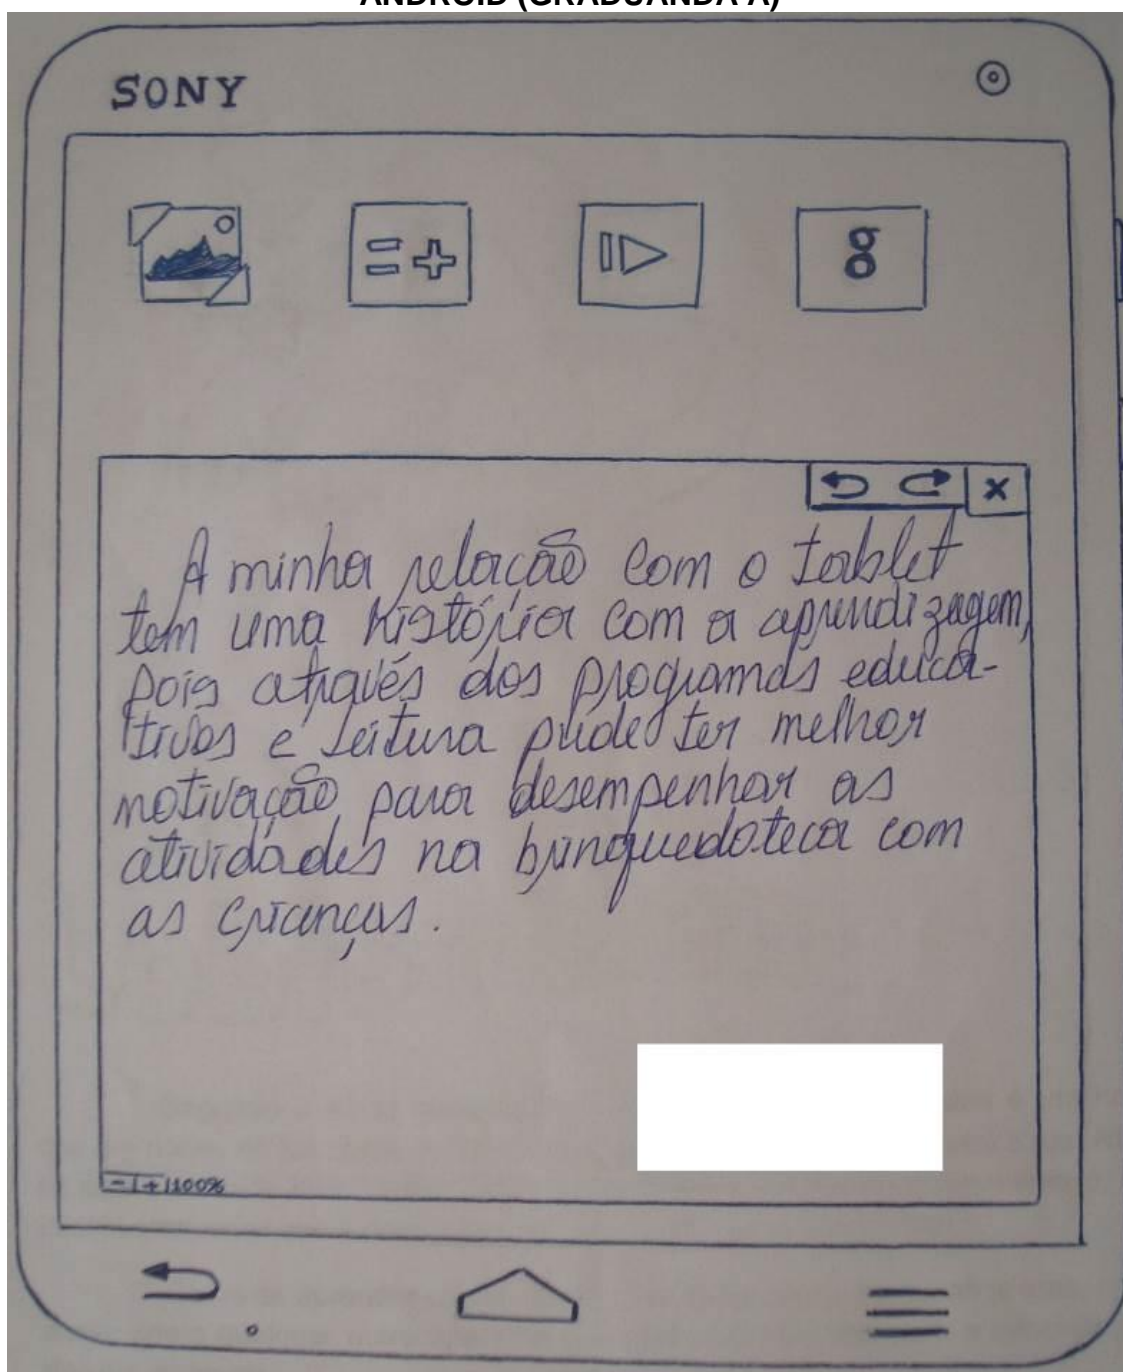 ANDROID (GRADUANDA A)
SONY
g
A minha relação com o tablet
tem uma história com a aprendizagem,
pois através dos programas educa-
tivos e leitura pude ter melhor
motivação para desempenhar as
atividades na brinquedoteca com
as crianças.
- + 100%